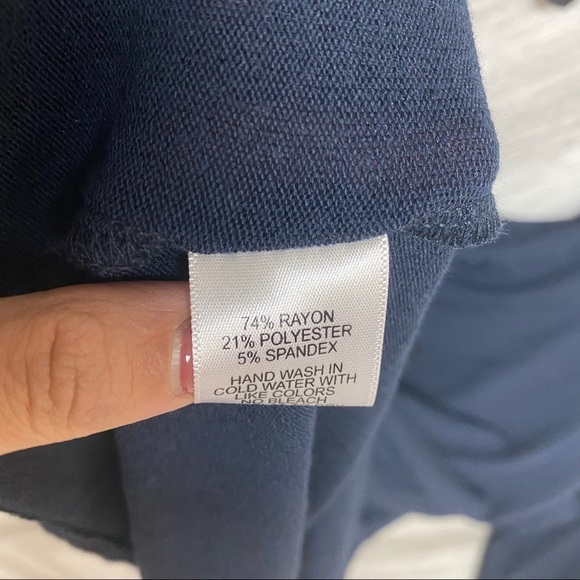 74% RAYON
21% POLYESTER
5% SPANDEX
HAND WASH IN
COLD WATER WITH
LIKE COLORS
NO BLEACH